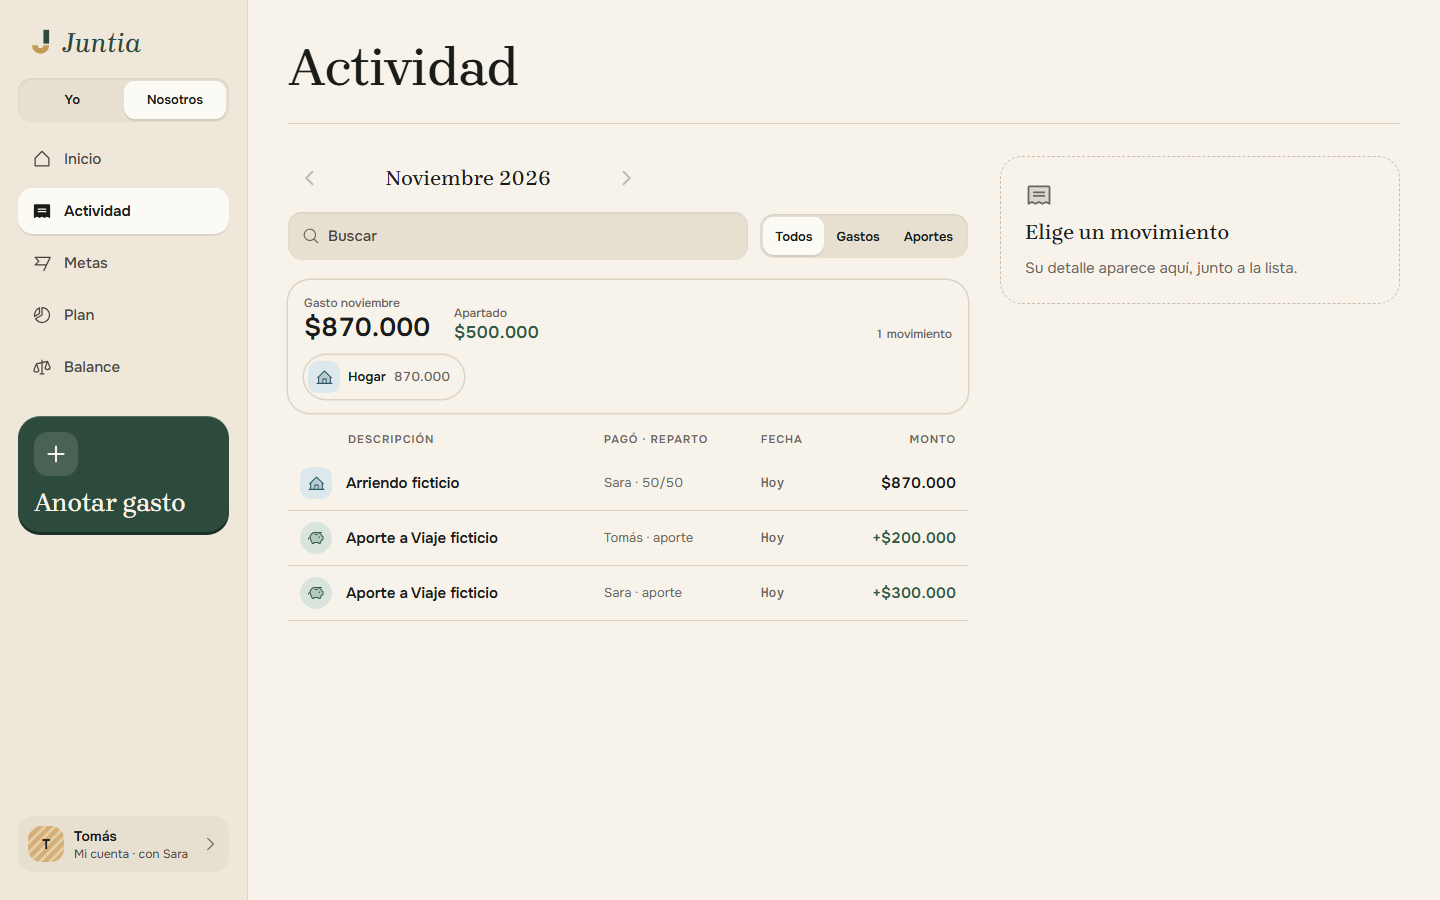 Juntia
Yo
Nosotros
Inicio
Actividad
Metas
Plan
Balance
Anotar gasto
T
Tomás
Mi cuenta · con Sara
Actividad
Noviembre 2026
Buscar
Todos
Gastos
Aportes
Gasto noviembre
$870.000
Apartado
$500.000
1 movimiento
Hogar 870.000
DESCRIPCIÓN PAGÓ · REPARTO FECHA MONTO
Arriendo ficticio Sara · 50/50 Hoy $870.000
Aporte a Viaje ficticio Tomás · aporte Hoy +$200.000
Aporte a Viaje ficticio Sara · aporte Hoy +$300.000
Elige un movimiento
Su detalle aparece aquí, junto a la lista.